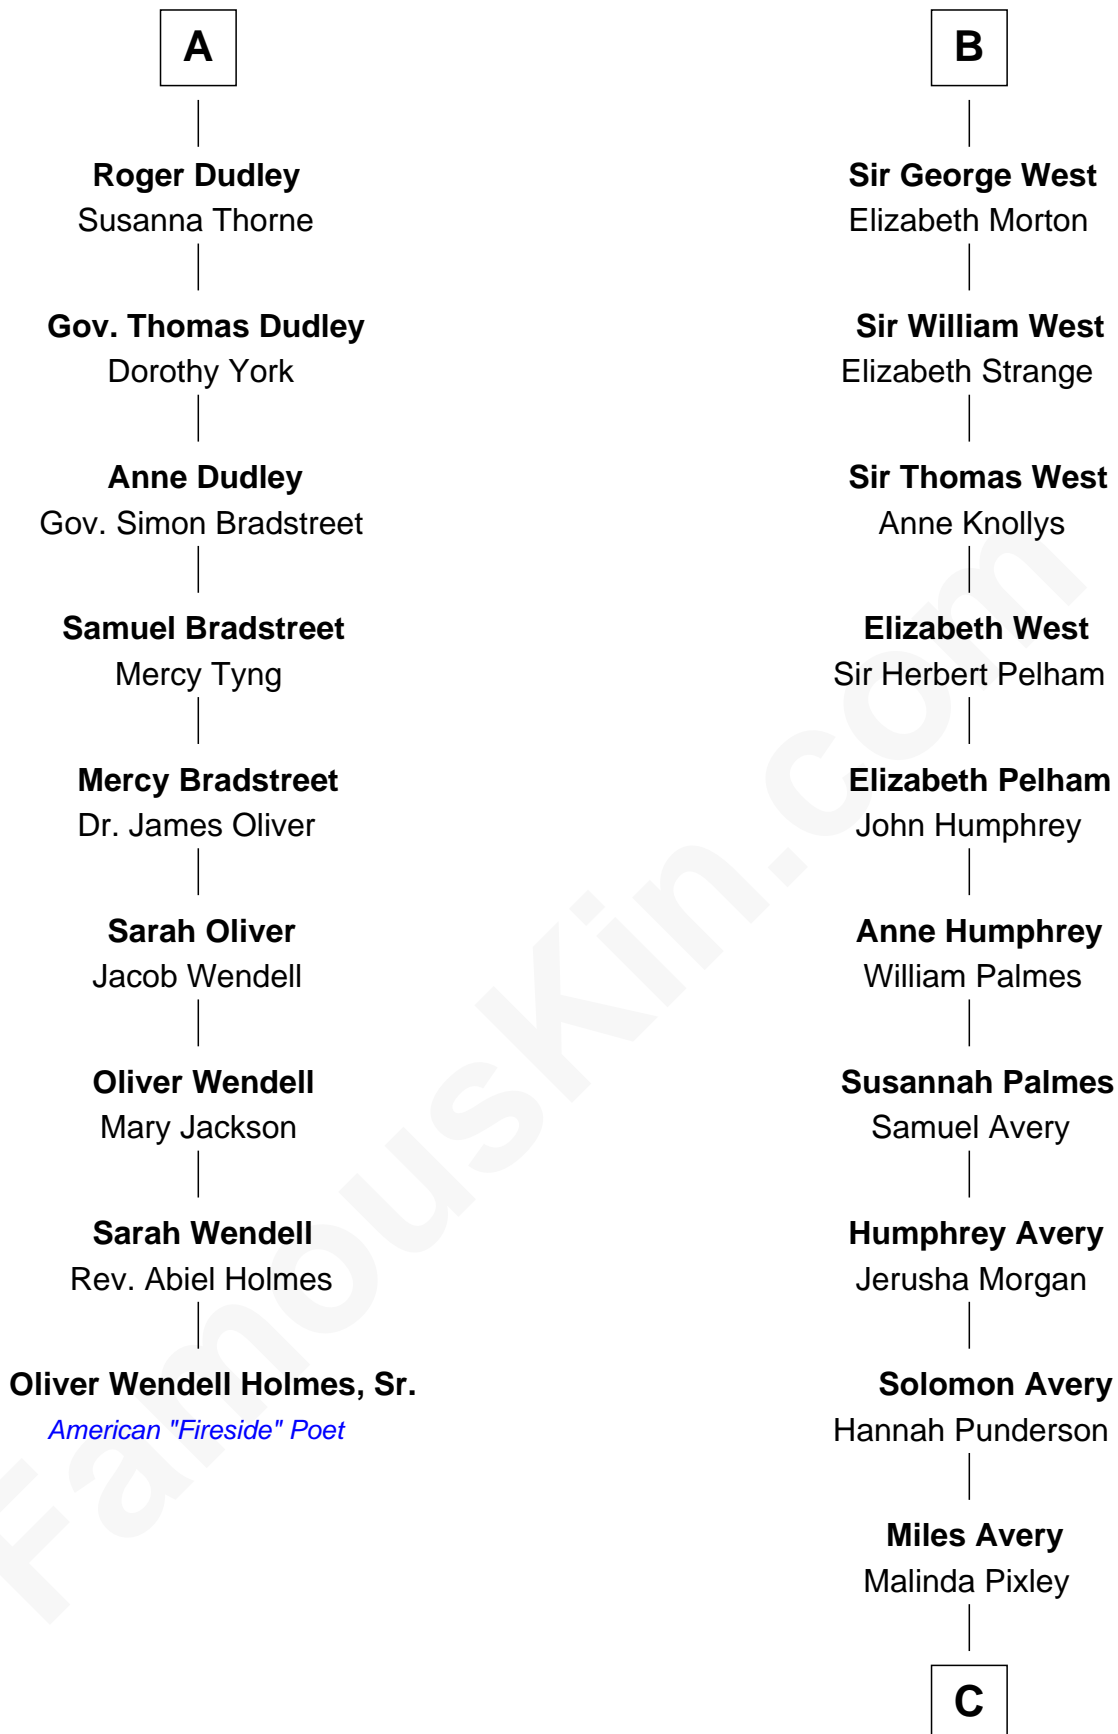 A
Roger Dudley
Susanna Thorne
Gov. Thomas Dudley
Dorothy York
Anne Dudley
Gov. Simon Bradstreet
Samuel Bradstreet
Mercy Tyng
Mercy Bradstreet
Dr. James Oliver
Sarah Oliver
Jacob Wendell
Oliver Wendell
Mary Jackson
Sarah Wendell
Rev. Abiel Holmes
Oliver Wendell Holmes, Sr.
American "Fireside" Poet
B
Sir George West
Elizabeth Morton
Sir William West
Elizabeth Strange
Sir Thomas West
Anne Knollys
Elizabeth West
Sir Herbert Pelham
Elizabeth Pelham
John Humphrey
Anne Humphrey
William Palmes
Susannah Palmes
Samuel Avery
Humphrey Avery
Jerusha Morgan
Solomon Avery
Hannah Punderson
Miles Avery
Malinda Pixley
C
FamousKin.com